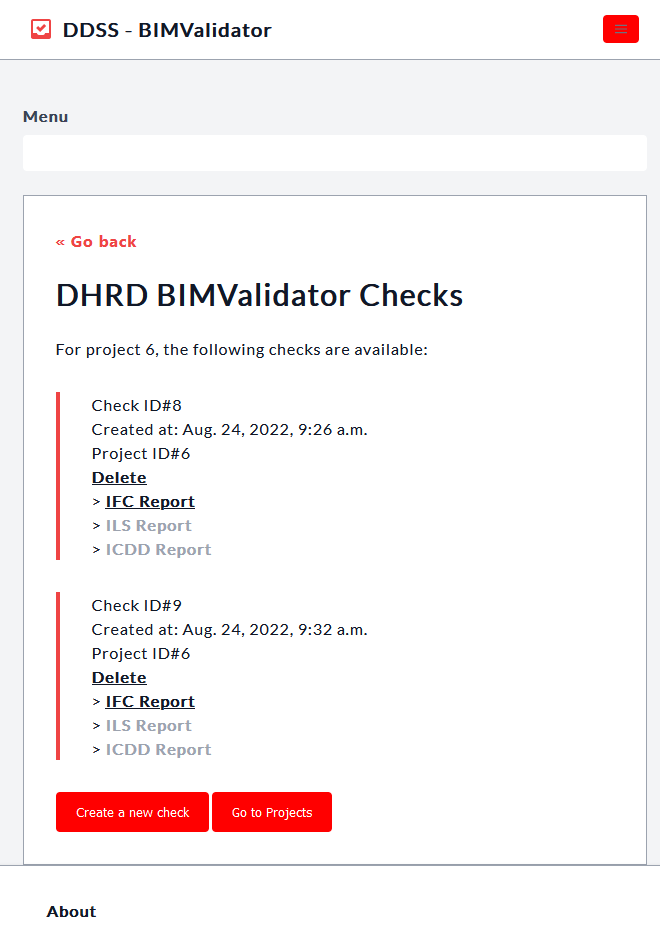 DDSS - BIMValidator
Menu
« Go back
DHRD BIMValidator Checks
For project 6, the following checks are available:
Check ID#8
Created at: Aug. 24, 2022, 9:26 a.m.
Project ID#6
Delete
> IFC Report
> ILS Report
> ICDD Report
Check ID#9
Created at: Aug. 24, 2022, 9:32 a.m.
Project ID#6
Delete
> IFC Report
> ILS Report
> ICDD Report
Create a new check Go to Projects
About